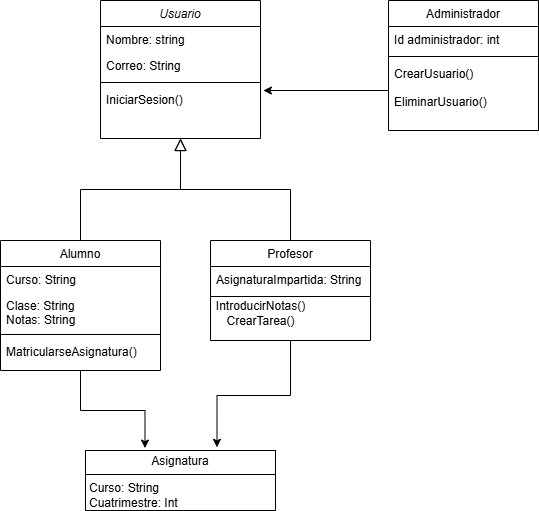 Usuario
Nombre: string
Correo: String
IniciarSesion()
Administrador
Id administrador: int
CrearUsuario()
EliminarUsuario()
Alumno
Curso: String
Clase: String
Notas: String
MatricularseAsignatura()
Profesor
AsignaturaImpartida: String
IntroducirNotas()
CrearTarea()
Asignatura
Curso: String
Cuatrimestre: Int